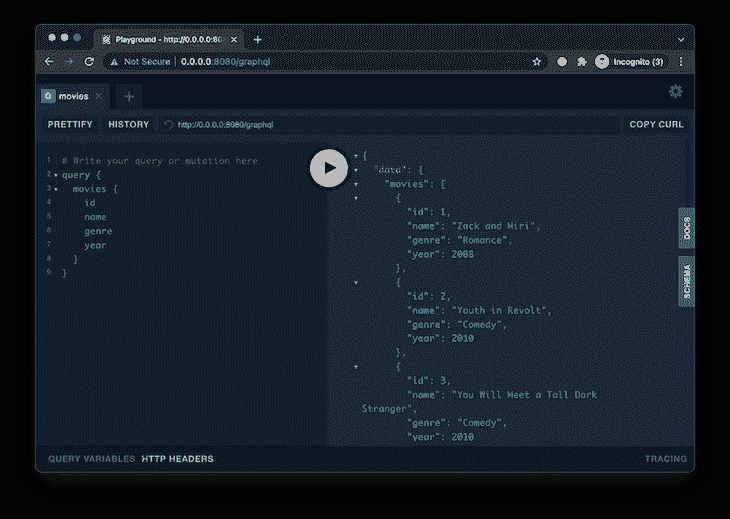 Playground - http://0.0.0.0:80
Not Secure | 0.0.0.0:8080/graphql
Incognito (3)
movies
PRETTIFY HISTORY http://0.0.0.0:8080/graphql COPY CURL
1 # Write your query or mutation here
2 query {
3 movies {
4 id
5 name
6 genre
7 year
8 }
9 }
{
"data": {
"movies": [
{
"id": 1,
"name": "Zack and Miri",
"genre": "Romance",
"year": 2008
},
{
"id": 2,
"name": "Youth in Revolt",
"genre": "Comedy",
"year": 2010
},
{
"id": 3,
"name": "You Will Meet a Tall Dark
Stranger",
"genre": "Comedy",
"year": 2010
DOCS
SCHEMA
QUERY VARIABLES HTTP HEADERS TRACING